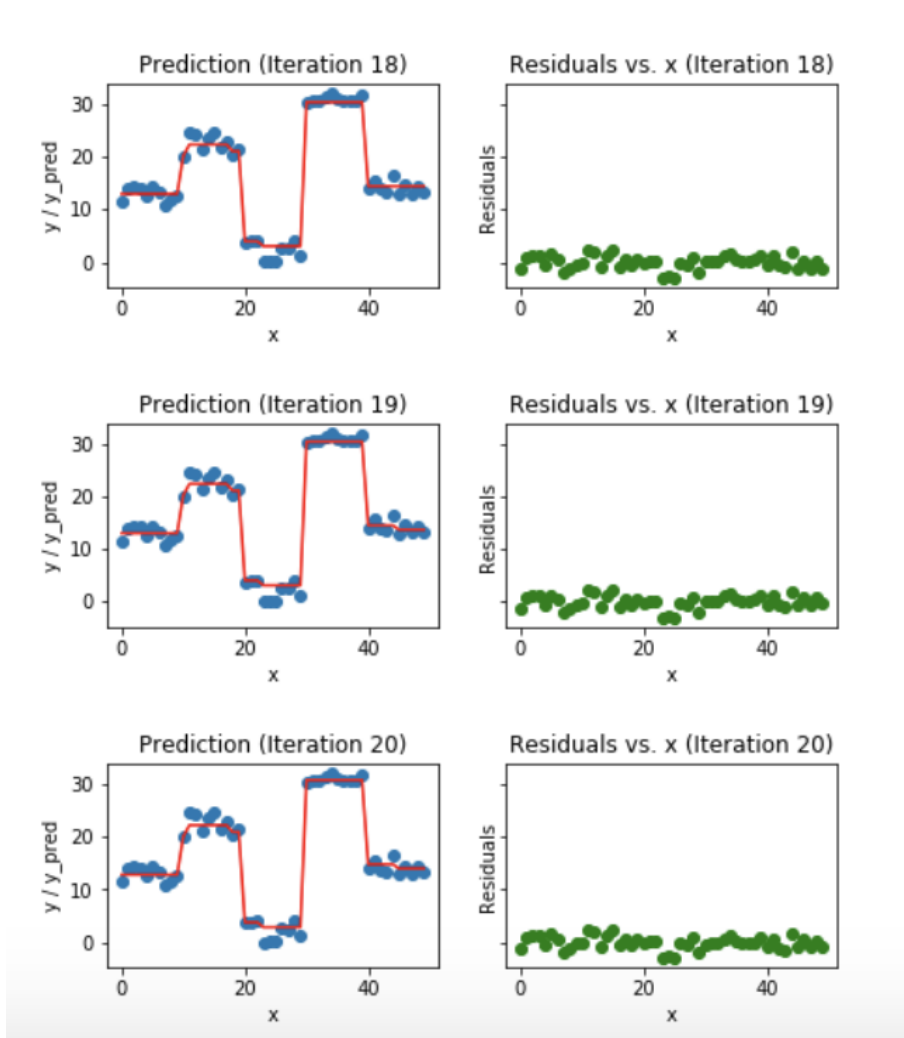 Prediction (Iteration 18)
y / y_pred
30
20
10
0
0 20 40
x
Residuals vs. x (Iteration 18)
Residuals
0 20 40
x
Prediction (Iteration 19)
y / y_pred
30
20
10
0
0 20 40
x
Residuals vs. x (Iteration 19)
Residuals
0 20 40
x
Prediction (Iteration 20)
y / y_pred
30
20
10
0
0 20 40
x
Residuals vs. x (Iteration 20)
Residuals
0 20 40
x